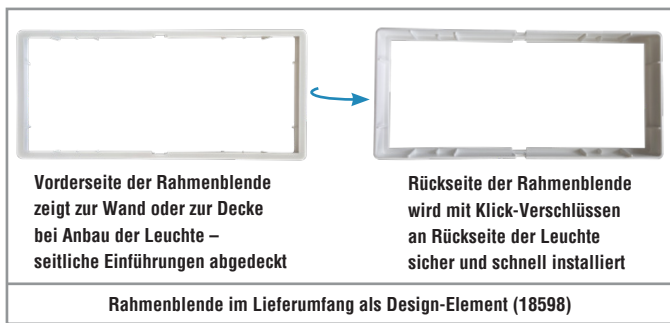 Vorderseite der Rahmenblende
zeigt zur Wand oder zur Decke
bei Anbau der Leuchte –
seitliche Einführungen abgedeckt
Rückseite der Rahmenblende
wird mit Klick-Verschlüssen
an Rückseite der Leuchte
sicher und schnell installiert
Rahmenblende im Lieferumfang als Design-Element (18598)